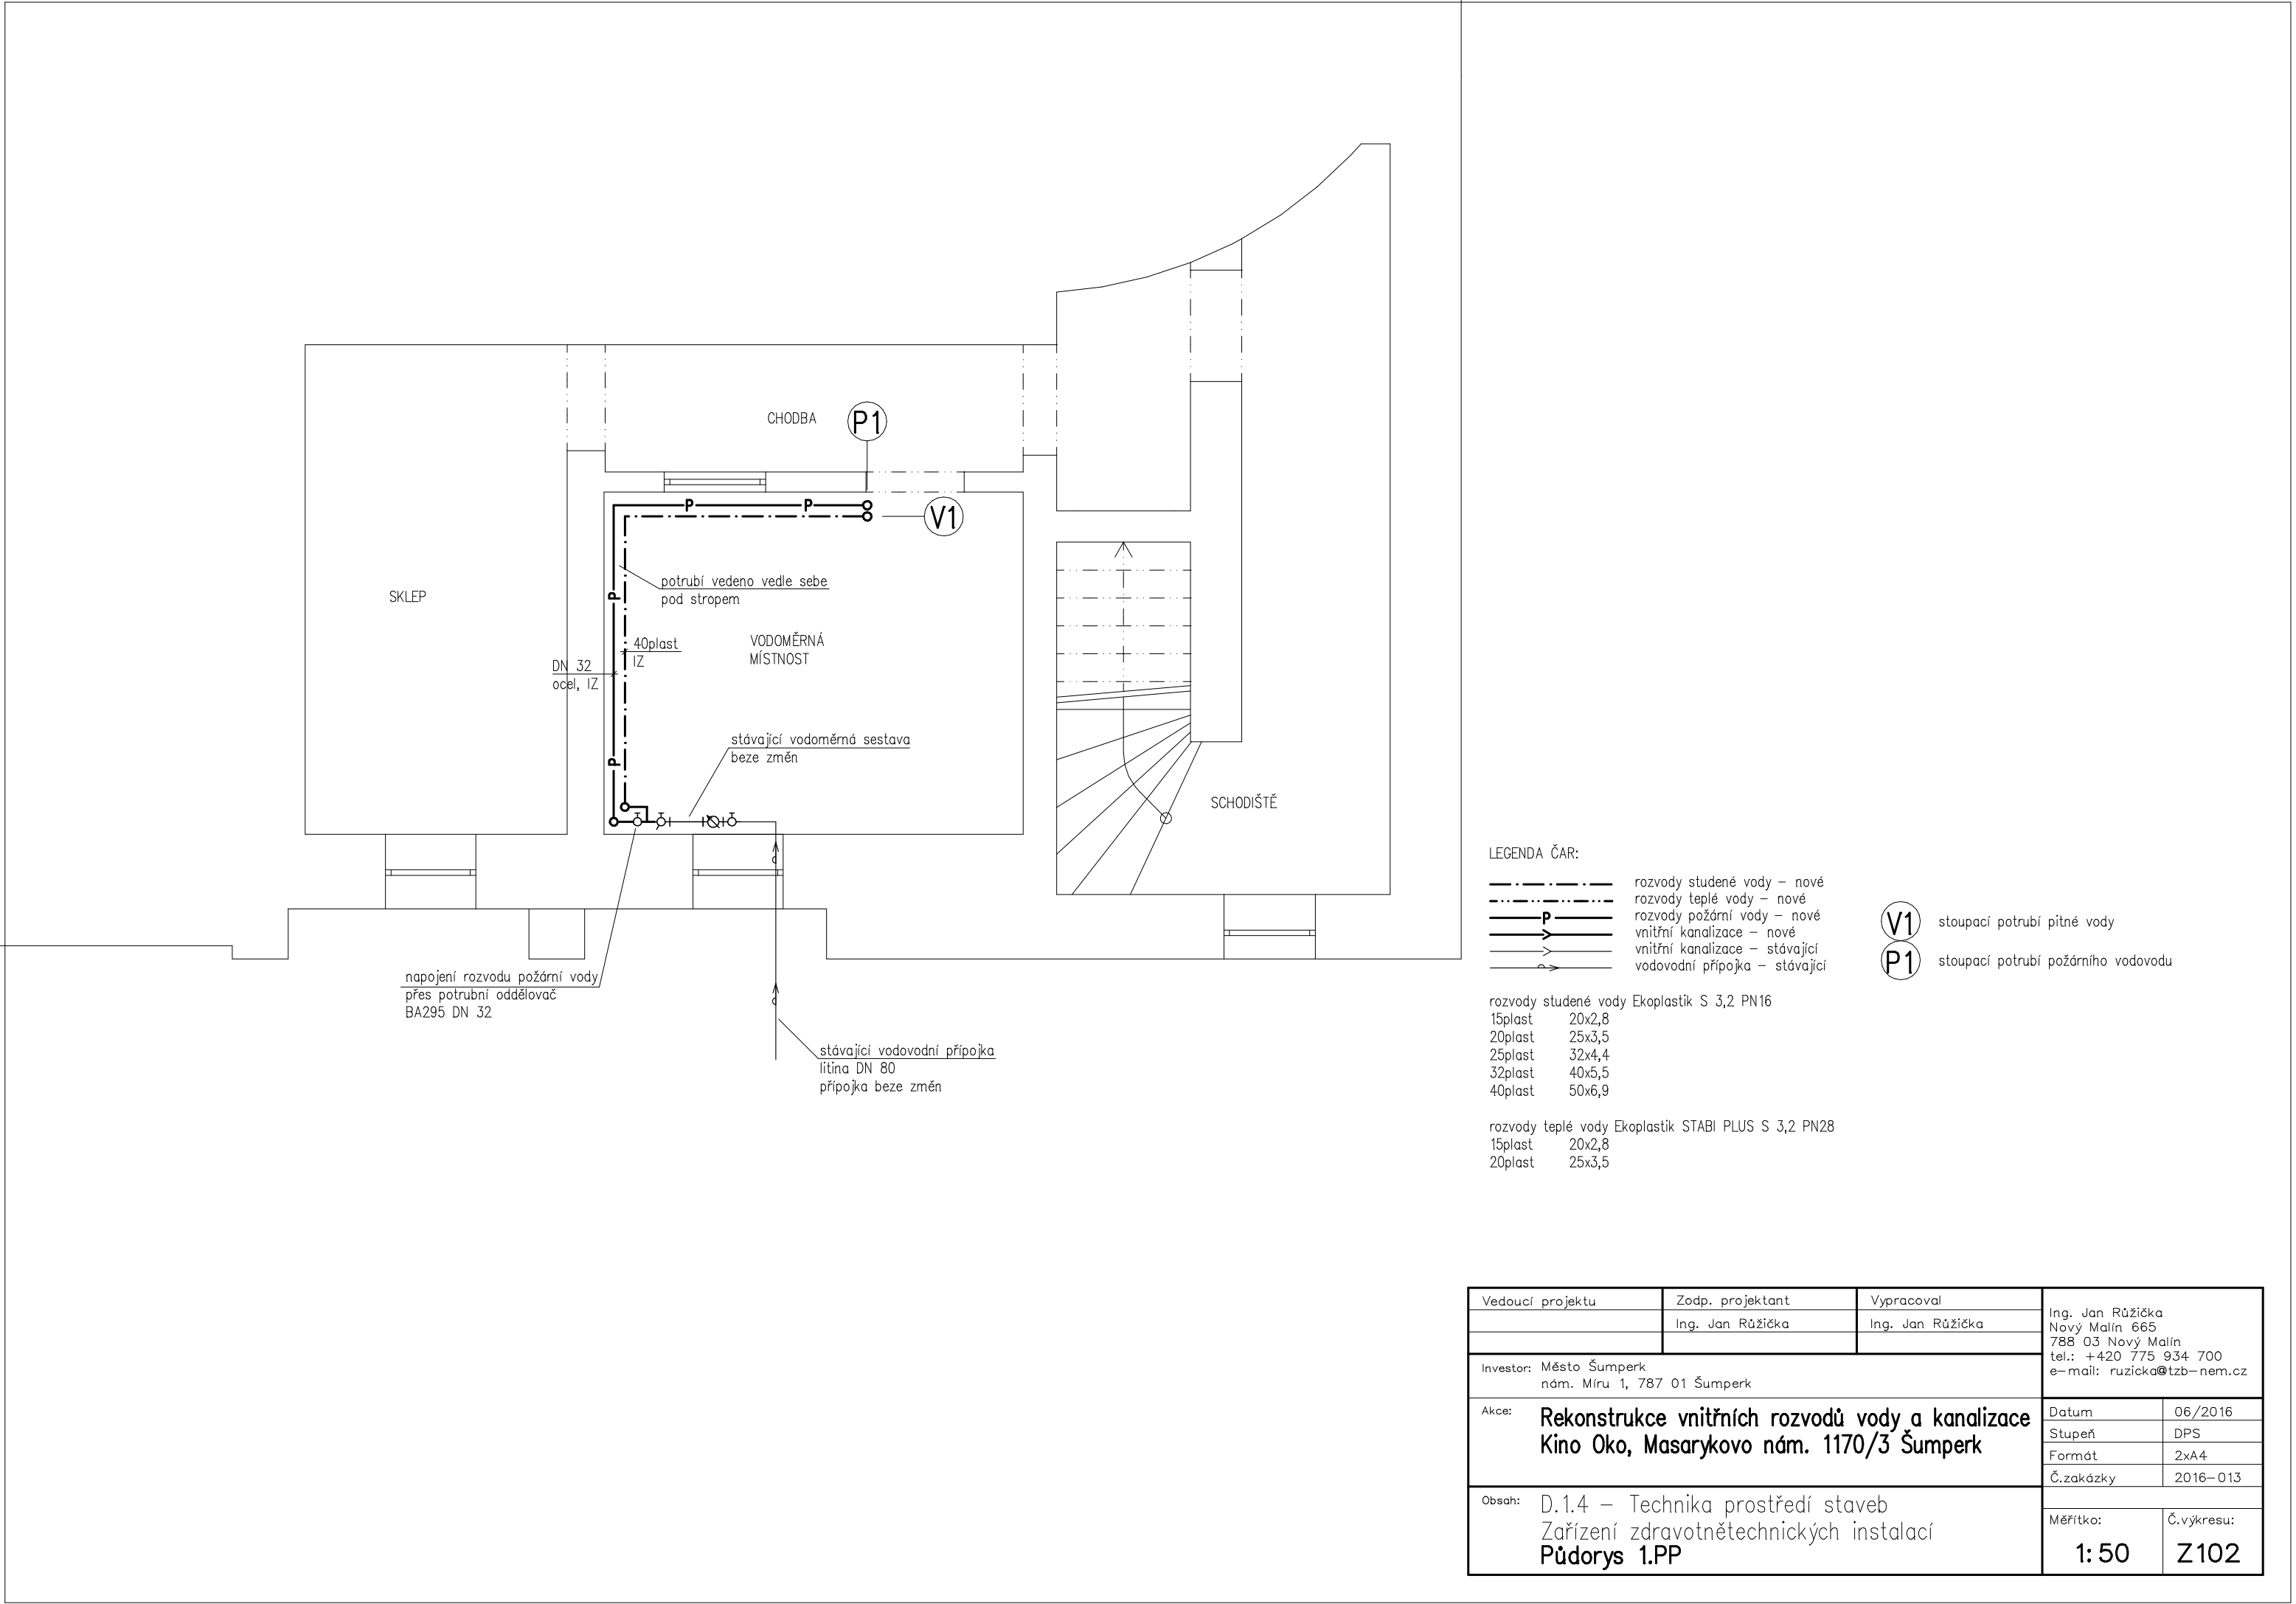 CHODBA
P1
V1
P
P
P
P
potrubí vedeno vedle sebe
pod stropem
SKLEP
VODOMĚRNÁ
MÍSTNOST
40plast
IZ
DN 32
ocel, IZ
stávající vodoměrná sestava
beze změn
SCHODIŠTĚ
napojení rozvodu požární vody
přes potrubní oddělovač
BA295 DN 32
stávající vodovodní přípojka
litina DN 80
přípojka beze změn
LEGENDA ČAR:
rozvody studené vody – nové
rozvody teplé vody – nové
P rozvody požární vody – nové
vnitřní kanalizace – nové
vnitřní kanalizace – stávající
vodovodní přípojka – stávající
V1 stoupací potrubí pitné vody
P1 stoupací potrubí požárního vodovodu
rozvody studené vody Ekoplastik S 3,2 PN16
15plast 20x2,8
20plast 25x3,5
25plast 32x4,4
32plast 40x5,5
40plast 50x6,9
rozvody teplé vody Ekoplastik STABI PLUS S 3,2 PN28
15plast 20x2,8
20plast 25x3,5
Vedoucí projektu
Zodp. projektant
Ing. Jan Růžička
Vypracoval
Ing. Jan Růžička
Ing. Jan Růžička
Nový Malín 665
788 03 Nový Malín
tel.: +420 775 934 700
e–mail: ruzicka@tzb–nem.cz
Investor: Město Šumperk
nám. Míru 1, 787 01 Šumperk
Akce: Rekonstrukce vnitřních rozvodů vody a kanalizace
Kino Oko, Masarykovo nám. 1170/3 Šumperk
Datum 06/2016
Stupeň DPS
Formát 2xA4
Č.zakázky 2016–013
Obsah: D.1.4 – Technika prostředí staveb
Zařízení zdravotnětechnických instalací
Půdorys 1.PP
Měřítko:
1:50
Č.výkresu:
Z102